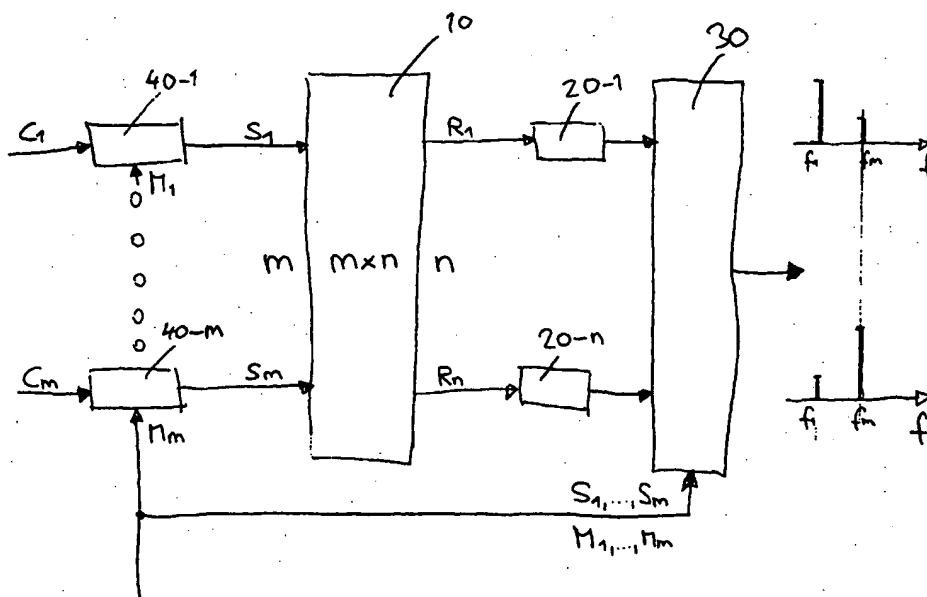 10
30
40-1
20-1
C1
S1
R1
M1
f1
fm
f
m
m×n
n
40-m
20-n
Cm
Sm
Rn
Mm
f1
fm
f
S1,...,Sm
M1,...,Mm